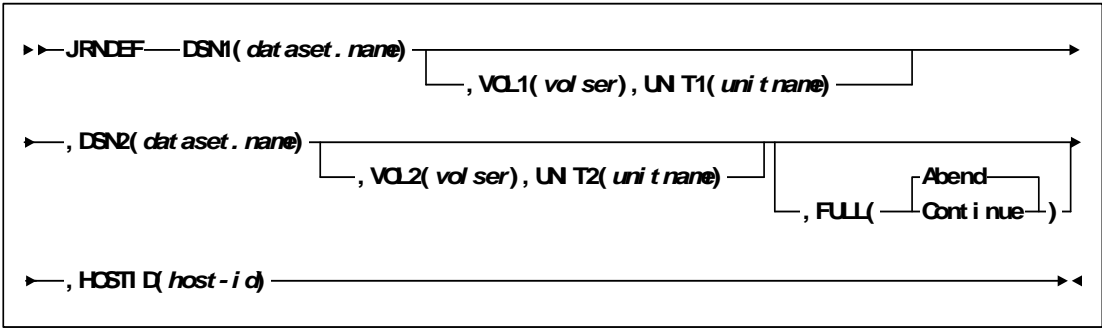 JRNDEF DSN1(dataset.name)
, VOL1(volser), UNIT1(unitname)
, DSN2(dataset.name)
, VOL2(volser), UNIT2(unitname)
Abend
, FULL( Continue )
, HOSTID(host-id)